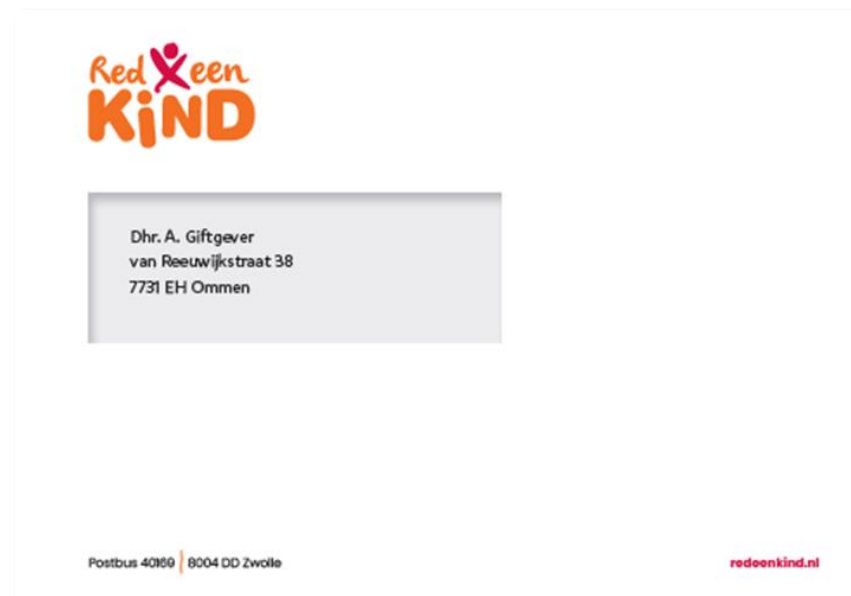 Red een
KiND
Dhr. A. Giftgever
van Reeuwijkstraat 38
7731 EH Ommen
Postbus 40169 | 8004 DD Zwolle
redeenkind.nl